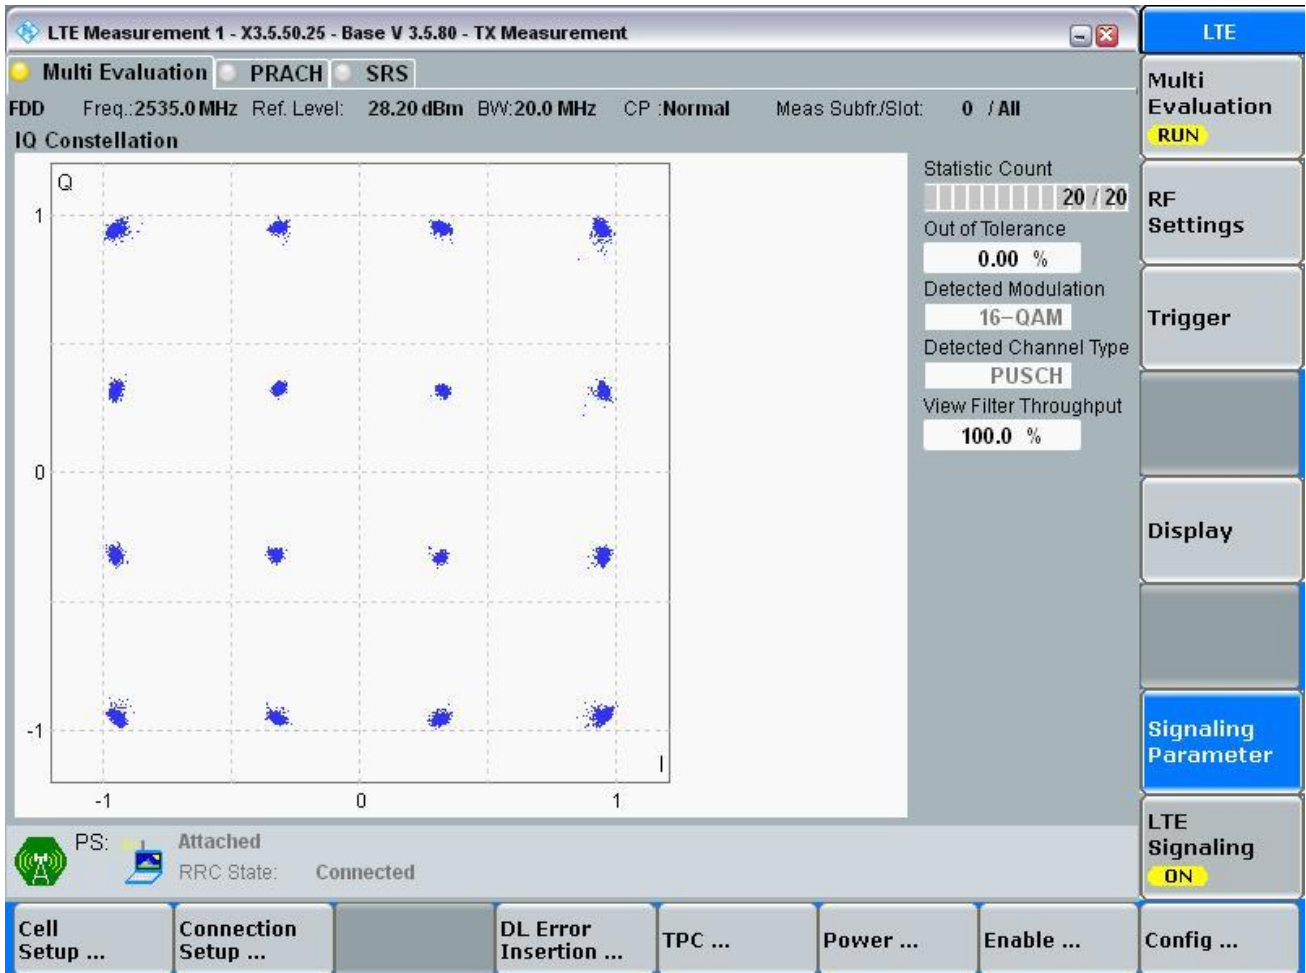 LTE Measurement 1 - X3.5.50.25 - Base V 3.5.80 - TX Measurement
LTE
Multi Evaluation PRACH SRS
FDD Freq.:2535.0 MHz Ref. Level: 28.20 dBm BW:20.0 MHz CP :Normal Meas Subfr./Slot: 0 / All
IQ Constellation
Q
1
0
-1
-1 0 1
I
Statistic Count
20 / 20
Out of Tolerance
0.00 %
Detected Modulation
16-QAM
Detected Channel Type
PUSCH
View Filter Throughput
100.0 %
Multi
Evaluation
RUN
RF
Settings
Trigger
Display
Signaling
Parameter
LTE
Signaling
ON
PS: Attached
RRC State: Connected
Cell
Setup ...
Connection
Setup ...
DL Error
Insertion ...
TPC ...
Power ...
Enable ...
Config ...